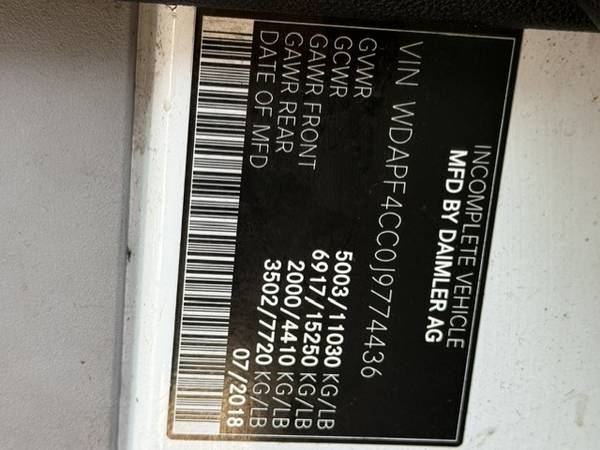 INCOMPLETE VEHICLE
MFD BY DAIMLER AG
VIN WDAPF4CC0J9774436
GVWR 5003/11030 KG/LB
GCWR 6917/15250 KG/LB
GAWR FRONT 2000/4410 KG/LB
GAWR REAR 3502/7720 KG/LB
DATE OF MFD 07/2018